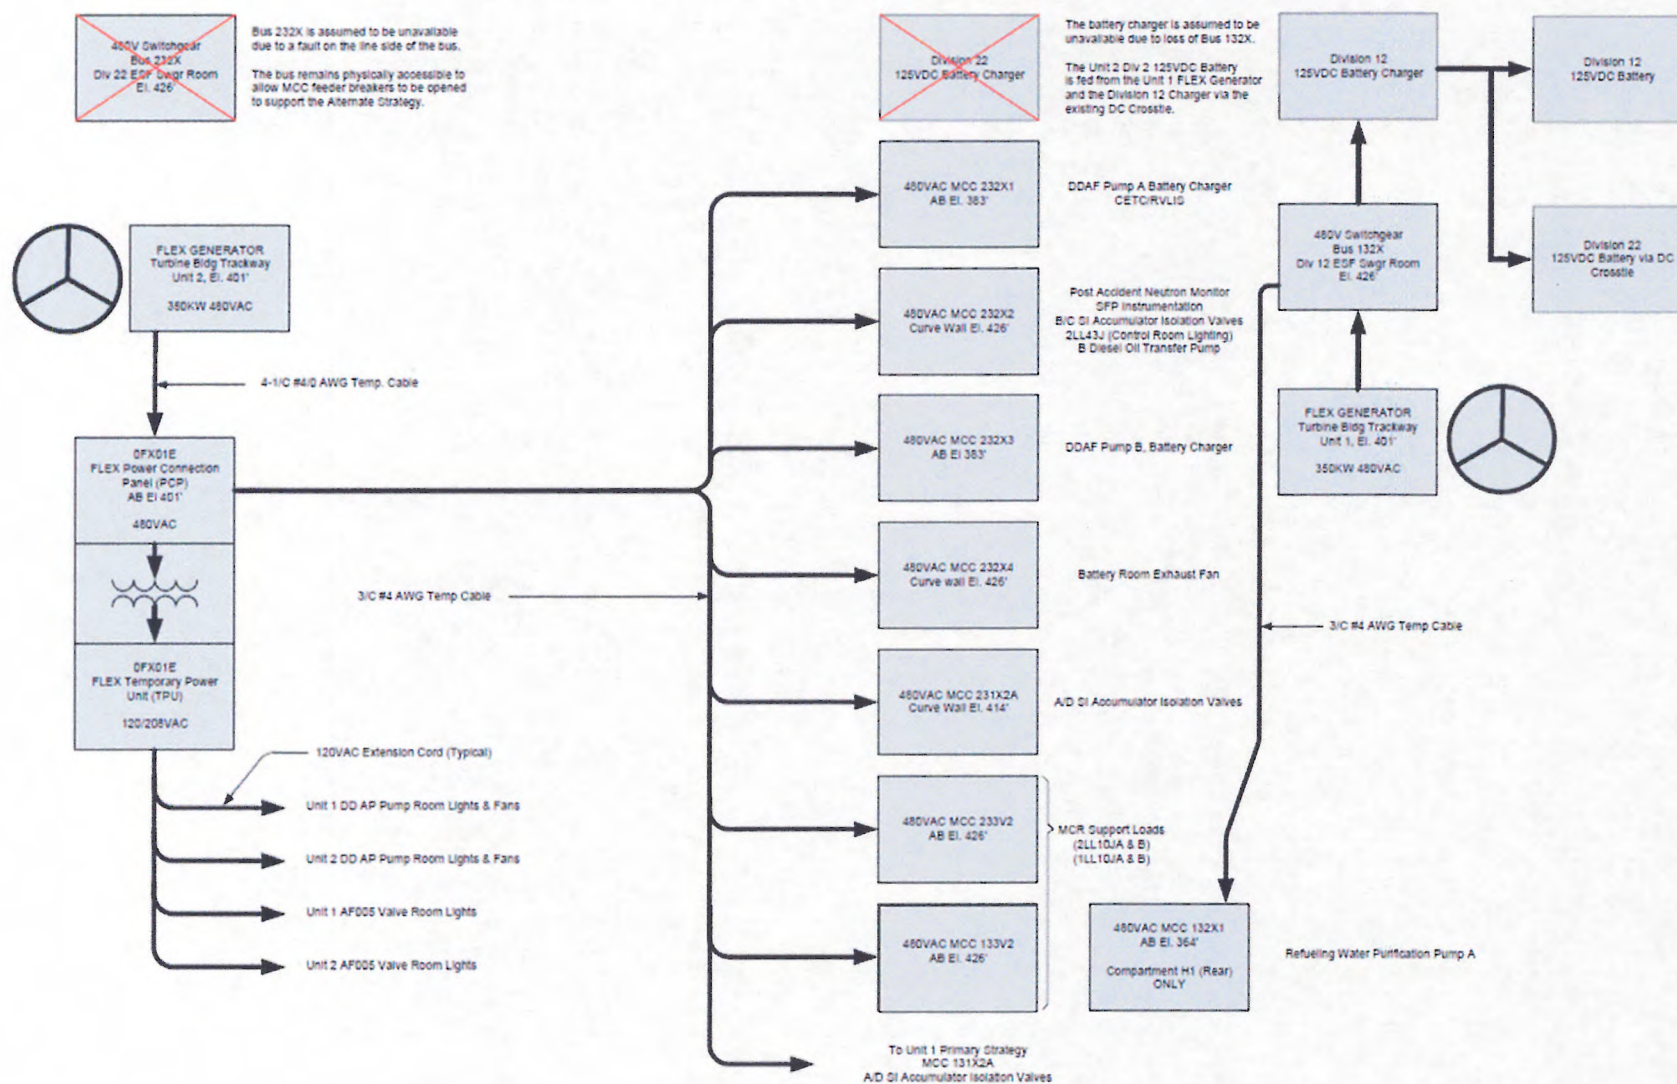 480V Switchgear
Bus 232X
Div 22 ESF Swgr Room
El. 426'
Bus 232X is assumed to be unavailable
due to a fault on the line side of the bus.
The bus remains physically accessible to
allow MCC feeder breakers to be opened
to support the Alternate Strategy.
Division 22
125VDC Battery Charger
The battery charger is assumed to be
unavailable due to loss of Bus 132X.
The Unit 2 Div 2 125VDC Battery
is fed from the Unit 1 FLEX Generator
and the Division 12 Charger via the
existing DC Crosstie.
Division 12
125VDC Battery Charger
Division 12
125VDC Battery
FLEX GENERATOR
Turbine Bldg Trackway
Unit 2, El. 401'
350KW 480VAC
480VAC MCC 232X1
AB El. 383'
DDAF Pump A Battery Charger
CETC/RVLIS
480V Switchgear
Bus 132X
Div 12 ESF Swgr Room
El. 426'
Division 22
125VDC Battery via DC
Crosstie
480VAC MCC 232X2
Curve Wall El. 426'
Post Accident Neutron Monitor
SFP Instrumentation
B/C SI Accumulator Isolation Valves
2LL43J (Control Room Lighting)
B Diesel Oil Transfer Pump
4-1/C #4/0 AWG Temp. Cable
FLEX GENERATOR
Turbine Bldg Trackway
Unit 1, El. 401'
350KW 480VAC
0FX01E
FLEX Power Connection
Panel (PCP)
AB El 401'
480VAC
480VAC MCC 232X3
AB El 383'
DDAF Pump B, Battery Charger
480VAC MCC 232X4
Curve wall El. 426'
Battery Room Exhaust Fan
3/C #4 AWG Temp Cable
3/C #4 AWG Temp Cable
0FX01E
FLEX Temporary Power
Unit (TPU)
120/208VAC
480VAC MCC 231X2A
Curve Wall El. 414'
A/D SI Accumulator Isolation Valves
120VAC Extension Cord (Typical)
Unit 1 DD AP Pump Room Lights & Fans
Unit 2 DD AP Pump Room Lights & Fans
Unit 1 AF005 Valve Room Lights
Unit 2 AF005 Valve Room Lights
480VAC MCC 233V2
AB El. 426'
MCR Support Loads
(2LL10JA & B)
(1LL10JA & B)
480VAC MCC 133V2
AB El. 426'
480VAC MCC 132X1
AB El. 364'
Compartment H1 (Rear)
ONLY
Refueling Water Purification Pump A
To Unit 1 Primary Strategy
MCC 131X2A
A/D SI Accumulator Isolation Valves